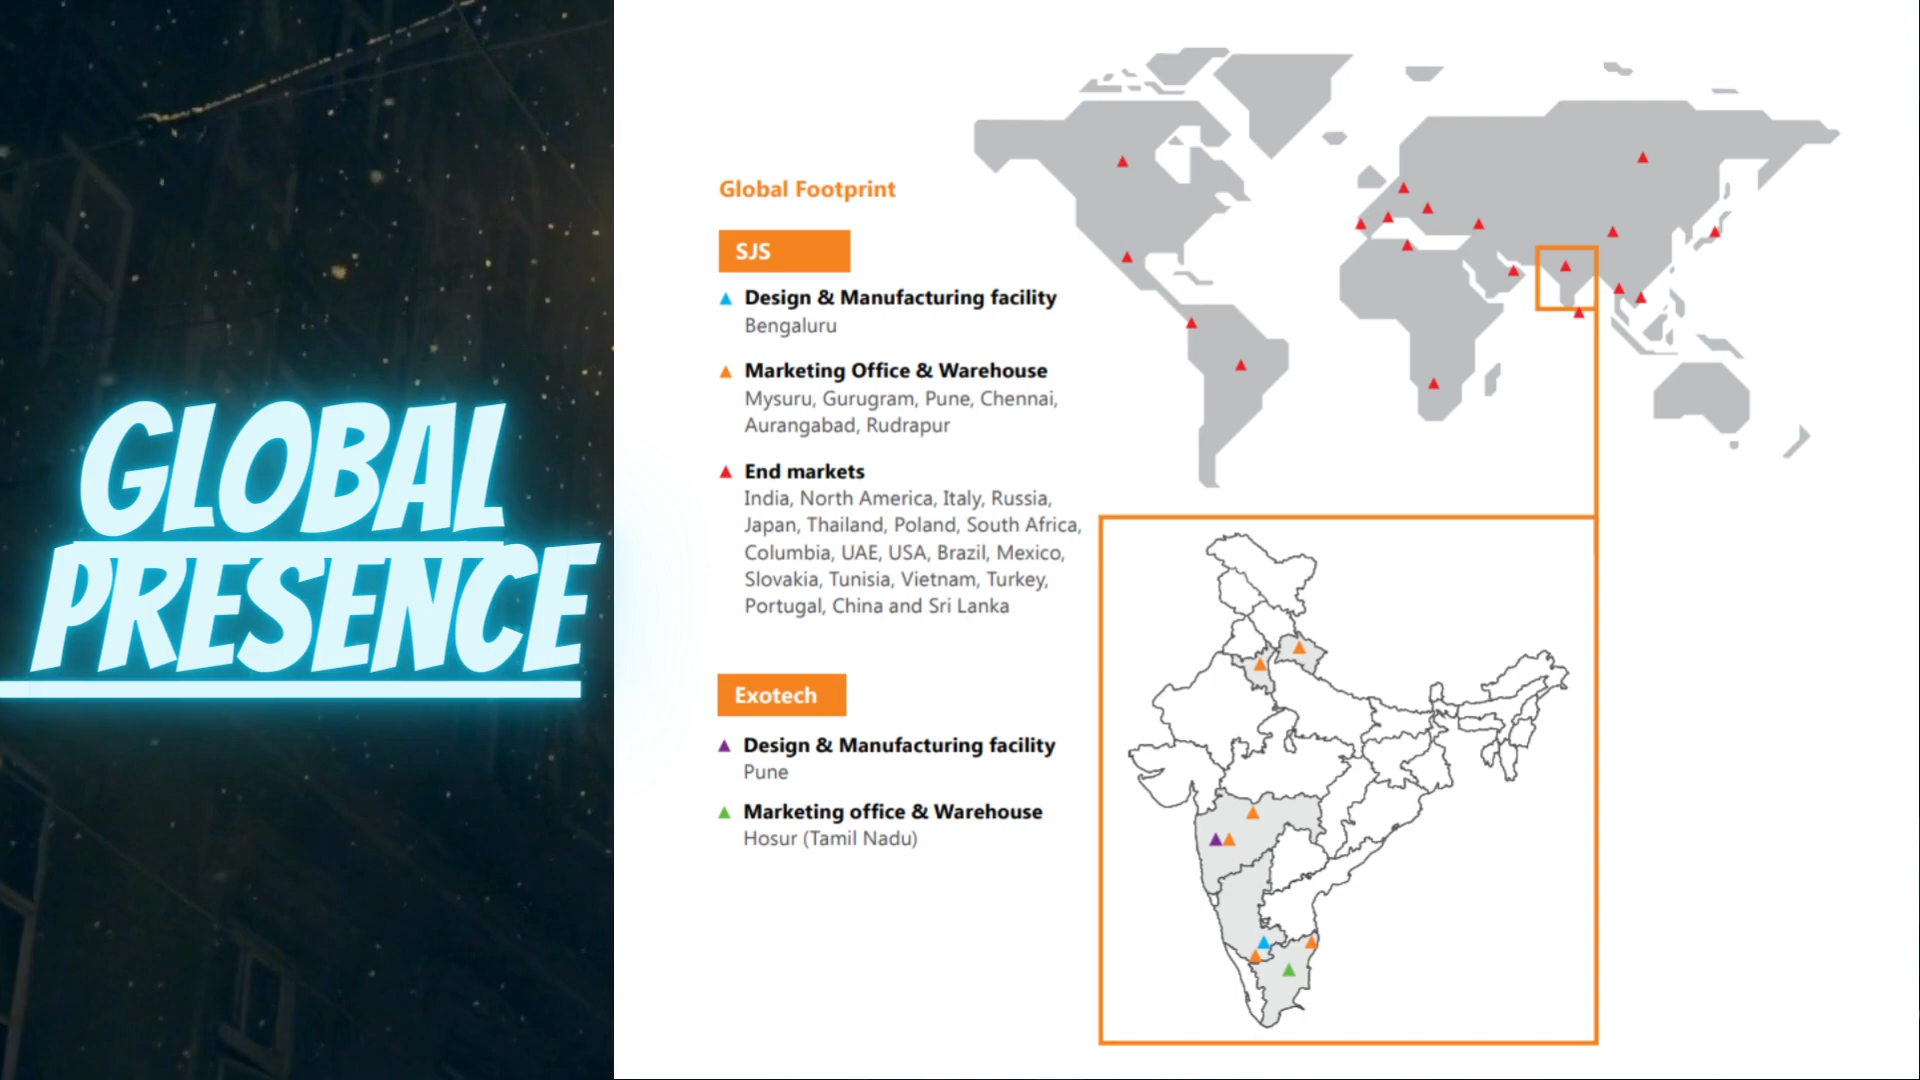 GLOBAL
PRESENCE
Global Footprint
SJS
Design & Manufacturing facility
Bengaluru
Marketing Office & Warehouse
Mysuru, Gurugram, Pune, Chennai,
Aurangabad, Rudrapur
End markets
India, North America, Italy, Russia,
Japan, Thailand, Poland, South Africa,
Columbia, UAE, USA, Brazil, Mexico,
Slovakia, Tunisia, Vietnam, Turkey,
Portugal, China and Sri Lanka
Exotech
Design & Manufacturing facility
Pune
Marketing office & Warehouse
Hosur (Tamil Nadu)